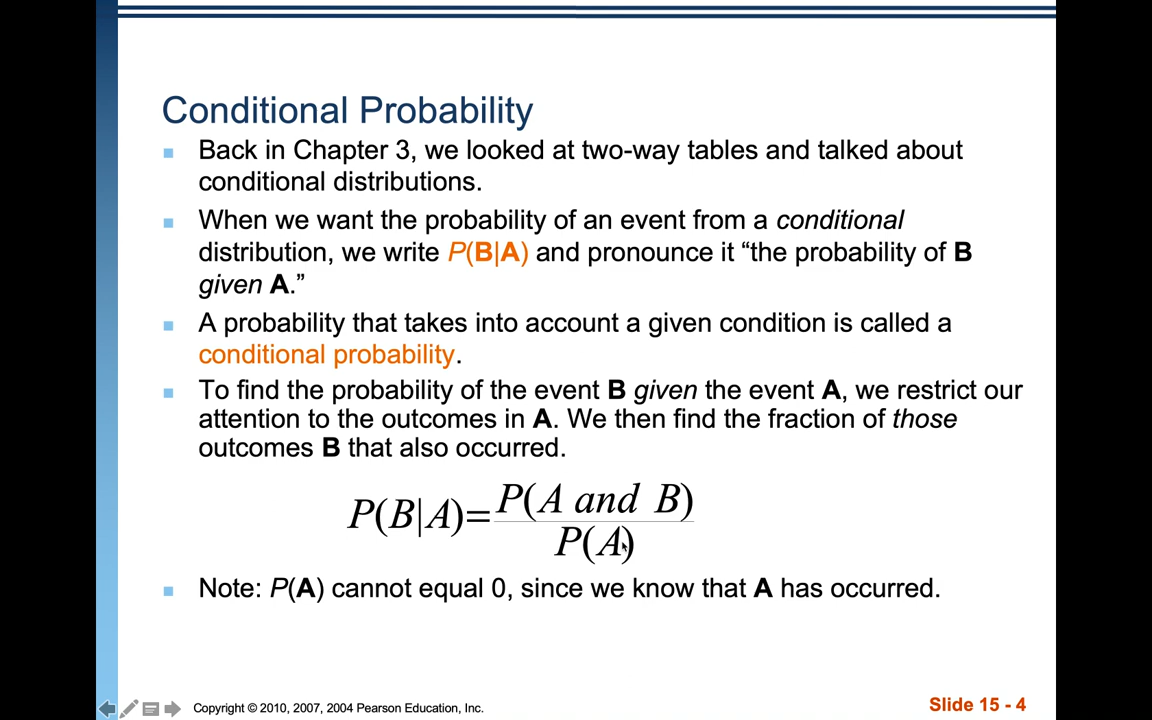 Conditional Probability
Back in Chapter 3, we looked at two-way tables and talked about
conditional distributions.
When we want the probability of an event from a conditional
distribution, we write P(B|A) and pronounce it “the probability of B
given A.”
A probability that takes into account a given condition is called a
conditional probability.
To find the probability of the event B given the event A, we restrict our
attention to the outcomes in A. We then find the fraction of those
outcomes B that also occurred.
P(B|A)=P(A and B)
P(A)
Note: P(A) cannot equal 0, since we know that A has occurred.
Copyright © 2010, 2007, 2004 Pearson Education, Inc.
Slide 15 - 4